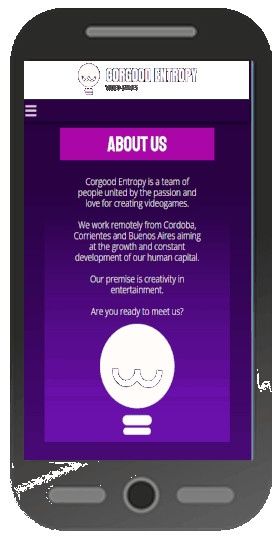 CORGOOD ENTROPY
VIDEO GAMES
ABOUT US
Corgood Entropy is a team of
people united by the passion and
love for creating videogames.
We work remotely from Cordoba,
Corrientes and Buenos Aires aiming
at the growth and constant
development of our human capital.
Our premise is creativity in
entertainment.
Are you ready to meet us?